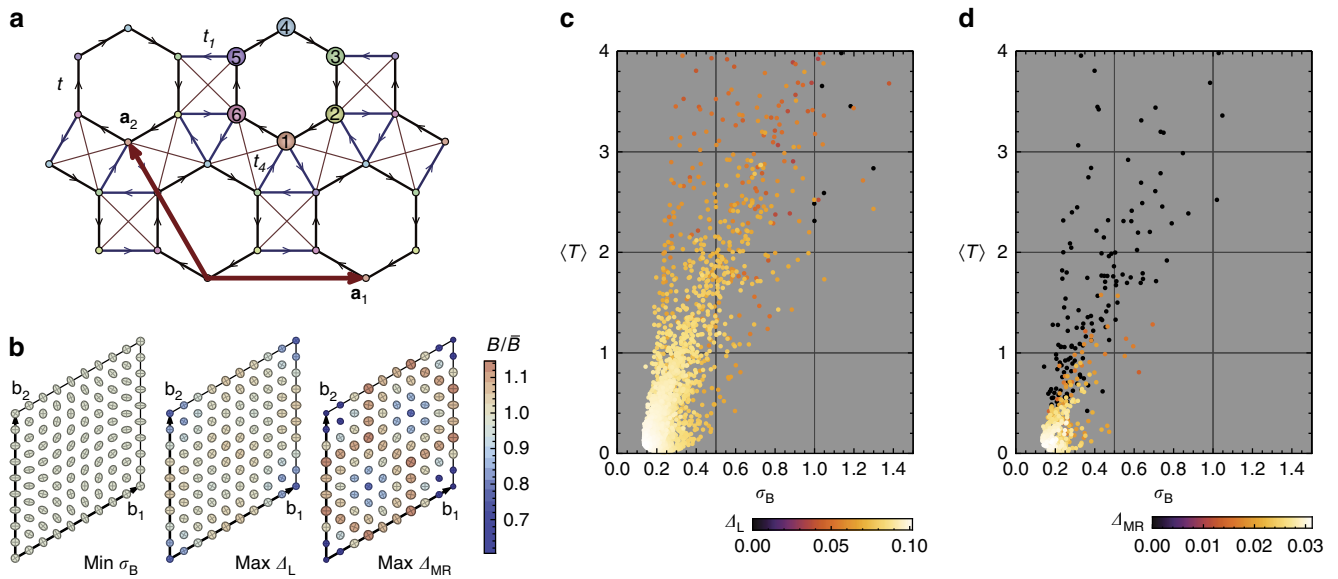 a
t₁
t
a₂
t₄
a₁
1
2
3
4
5
6
b
B/B̄
b₂
b₁
Min σB
b₂
b₁
Max ΔL
b₂
b₁
Max ΔMR
1.1
1.0
0.9
0.8
0.7
c
⟨T⟩
4
3
2
1
0
0.0 0.2 0.4 0.6 0.8 1.0 1.2 1.4
σB
ΔL
0.00 0.05 0.10
d
⟨T⟩
4
3
2
1
0
0.0 0.2 0.4 0.6 0.8 1.0 1.2 1.4
σB
ΔMR
0.00 0.01 0.02 0.03